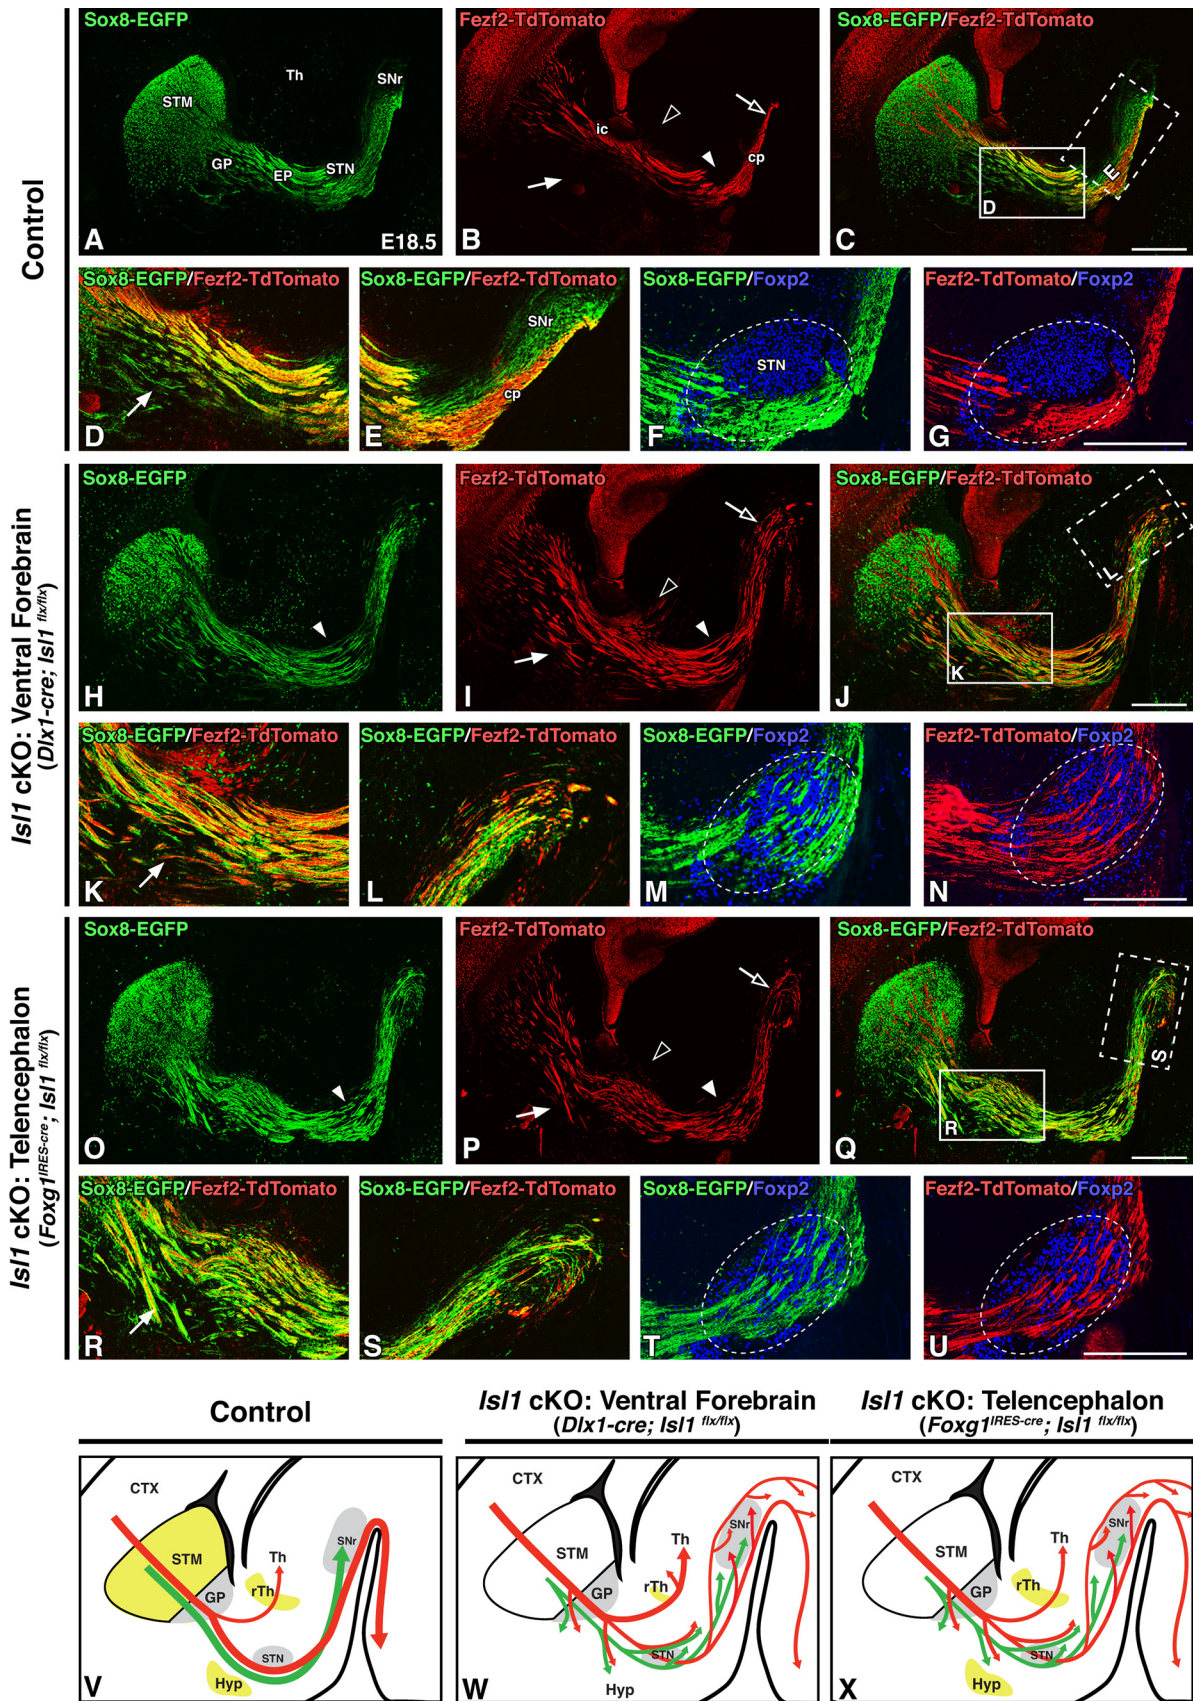 Control
Sox8-EGFP
STM
Th
SNr
GP
EP
STN
A
E18.5
Fezf2-TdTomato
ic
cp
B
Sox8-EGFP/Fezf2-TdTomato
D
E
C
Sox8-EGFP/Fezf2-TdTomato
D
Sox8-EGFP/Fezf2-TdTomato
SNr
cp
E
Sox8-EGFP/Foxp2
STN
F
Fezf2-TdTomato/Foxp2
G
Isl1 cKO: Ventral Forebrain
(Dlx1-cre; Isl1 flx/flx)
Sox8-EGFP
H
Fezf2-TdTomato
I
Sox8-EGFP/Fezf2-TdTomato
L
K
J
Sox8-EGFP/Fezf2-TdTomato
K
Sox8-EGFP/Fezf2-TdTomato
L
Sox8-EGFP/Foxp2
M
Fezf2-TdTomato/Foxp2
N
Isl1 cKO: Telencephalon
(Foxg1IRES-cre; Isl1 flx/flx)
Sox8-EGFP
O
Fezf2-TdTomato
P
Sox8-EGFP/Fezf2-TdTomato
S
R
Q
Sox8-EGFP/Fezf2-TdTomato
R
Sox8-EGFP/Fezf2-TdTomato
S
Sox8-EGFP/Foxp2
T
Fezf2-TdTomato/Foxp2
U
Control
CTX
STM
Th
SNr
GP
rTh
STN
Hyp
V
Isl1 cKO: Ventral Forebrain
(Dlx1-cre; Isl1 flx/flx)
CTX
STM
Th
SNr
GP
rTh
STN
Hyp
W
Isl1 cKO: Telencephalon
(Foxg1IRES-cre; Isl1 flx/flx)
CTX
STM
Th
SNr
GP
rTh
STN
Hyp
X